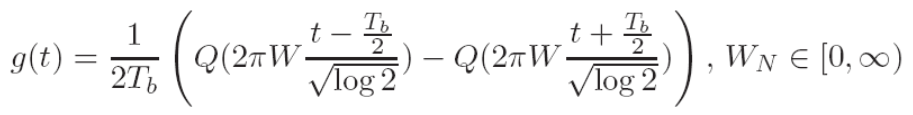 g(t) = \frac{1}{2T_b} \left( Q(2\pi W \frac{t - \frac{T_b}{2}}{\sqrt{\log 2}}) - Q(2\pi W \frac{t + \frac{T_b}{2}}{\sqrt{\log 2}}) \right), W_N \in [0, \infty)